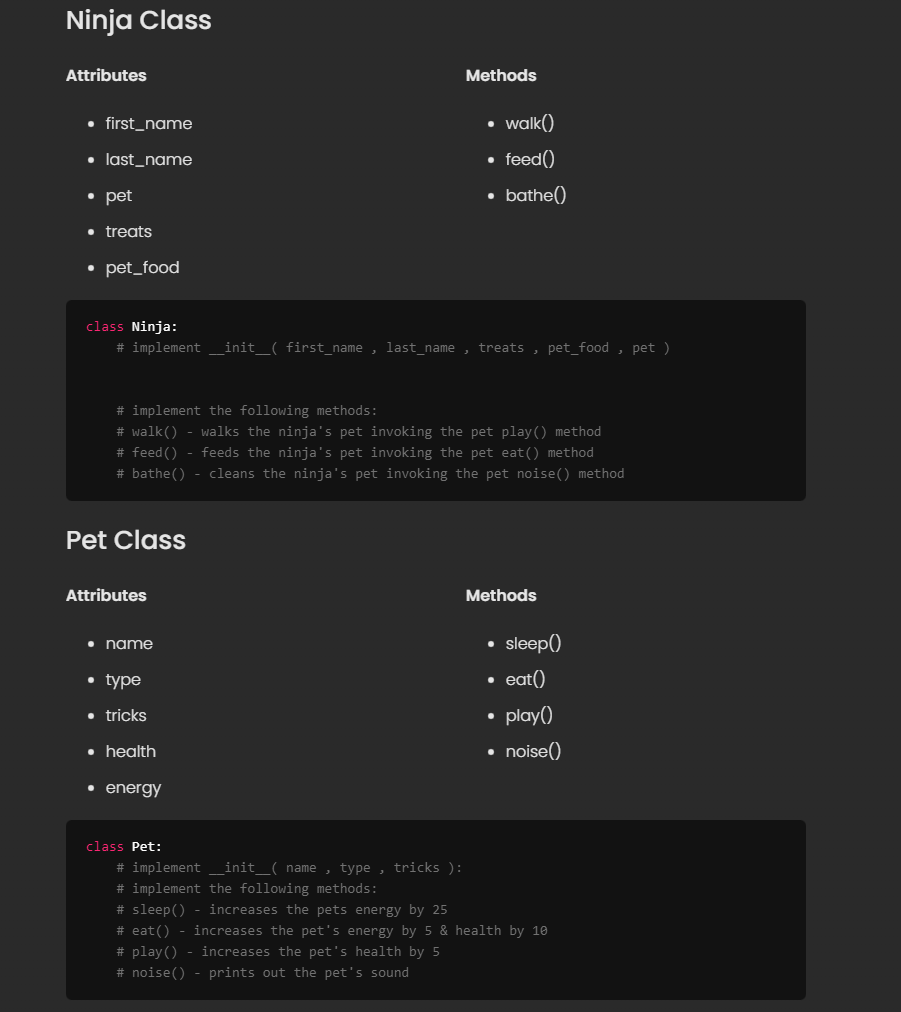 Ninja Class
Attributes
first_name
last_name
pet
treats
pet_food
Methods
walk()
feed()
bathe()
class Ninja:
# implement __init__( first_name , last_name , treats , pet_food , pet )
# implement the following methods:
# walk() - walks the ninja's pet invoking the pet play() method
# feed() - feeds the ninja's pet invoking the pet eat() method
# bathe() - cleans the ninja's pet invoking the pet noise() method
Pet Class
Attributes
name
type
tricks
health
energy
Methods
sleep()
eat()
play()
noise()
class Pet:
# implement __init__( name , type , tricks ):
# implement the following methods:
# sleep() - increases the pets energy by 25
# eat() - increases the pet's energy by 5 & health by 10
# play() - increases the pet's health by 5
# noise() - prints out the pet's sound